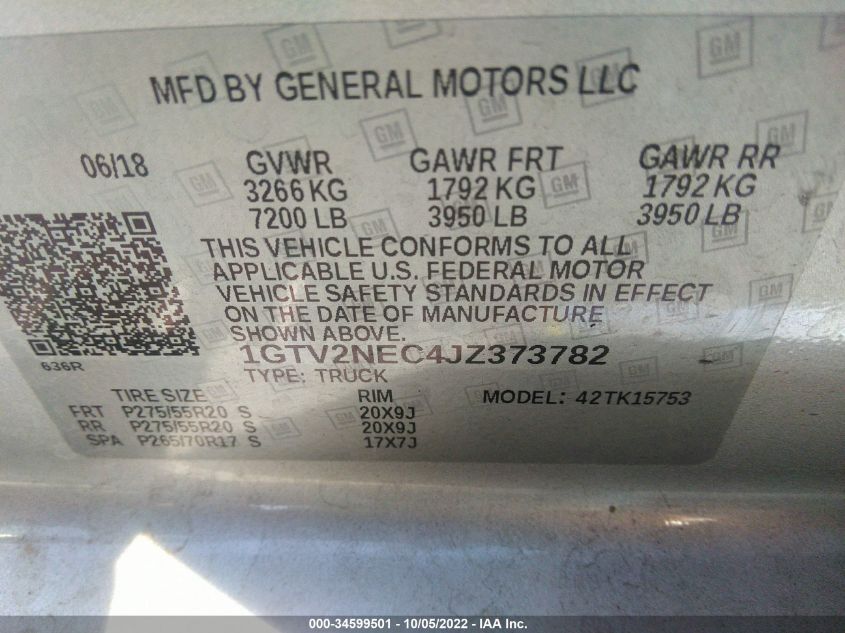 MFD BY GENERAL MOTORS LLC
06/18 GVWR GAWR FRT GAWR RR
3266 KG 1792 KG 1792 KG
7200 LB 3950 LB 3950 LB
THIS VEHICLE CONFORMS TO ALL
APPLICABLE U.S. FEDERAL MOTOR
VEHICLE SAFETY STANDARDS IN EFFECT
ON THE DATE OF MANUFACTURE
SHOWN ABOVE.
1GTV2NEC4JZ373782
636R
TYPE: TRUCK
TIRE SIZE RIM MODEL: 42TK15753
FRT P275/55R20 S 20X9J
RR P275/55R20 S 20X9J
SPA P265/70R17 S 17X7J
000-34599501 - 10/05/2022 - IAA Inc.